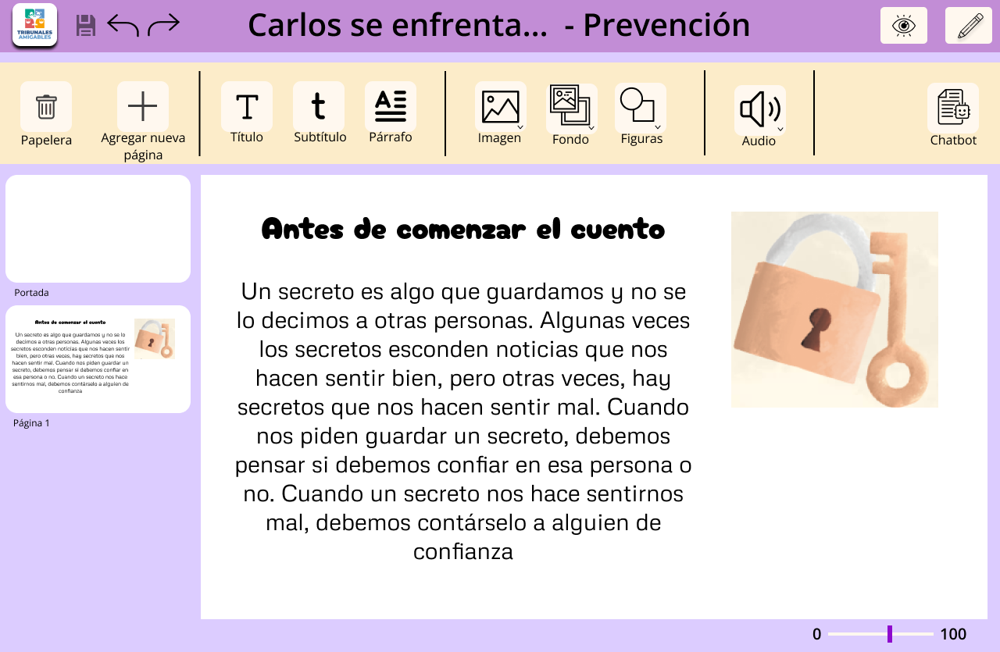 TRIBUNALES
AMIGABLES
Carlos se enfrenta... - Prevención
Papelera
Agregar nueva
página
T
Título
t
Subtítulo
A
Párrafo
Imagen
Fondo
Figuras
Audio
Chatbot
Portada
Antes de comenzar el cuento
Un secreto es algo que guardamos y no se lo
decimos a otras personas. Algunas veces los
secretos esconden noticias que nos hacen sentir
bien, pero otras veces, hay secretos que nos
hacen sentir mal. Cuando nos piden guardar un
secreto, debemos pensar si debemos confiar en
esa persona o no. Cuando un secreto nos hace
sentirnos mal, debemos contárselo a alguien de
confianza
Página 1
Antes de comenzar el cuento
Un secreto es algo que guardamos y no se
lo decimos a otras personas. Algunas veces
los secretos esconden noticias que nos
hacen sentir bien, pero otras veces, hay
secretos que nos hacen sentir mal. Cuando
nos piden guardar un secreto, debemos
pensar si debemos confiar en esa persona o
no. Cuando un secreto nos hace sentirnos
mal, debemos contárselo a alguien de
confianza
0 100